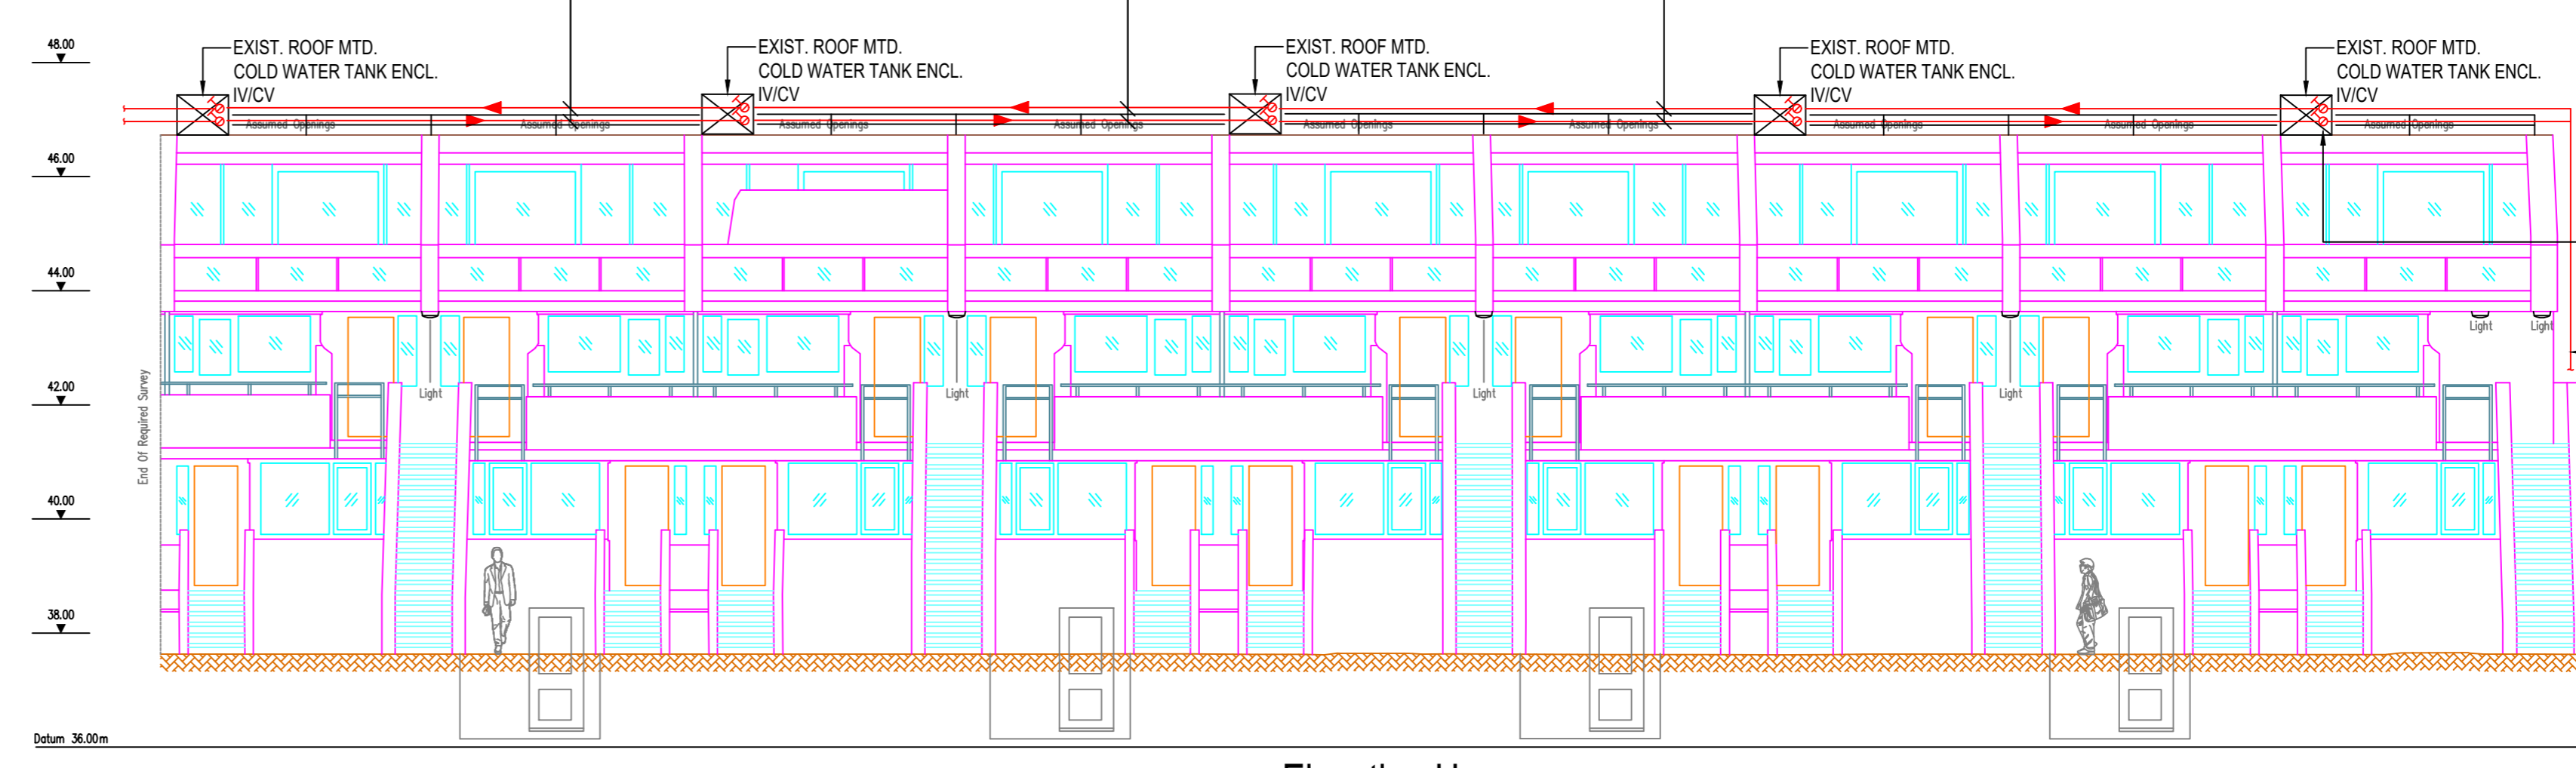 48.00
EXIST. ROOF MTD.
COLD WATER TANK ENCL.
IV/CV
EXIST. ROOF MTD.
COLD WATER TANK ENCL.
IV/CV
EXIST. ROOF MTD.
COLD WATER TANK ENCL.
IV/CV
EXIST. ROOF MTD.
COLD WATER TANK ENCL.
IV/CV
EXIST. ROOF MTD.
COLD WATER TANK ENCL.
IV/CV
Assumed Openings
Assumed Openings
Assumed Openings
Assumed Openings
Assumed Openings
Assumed Openings
Assumed Openings
Assumed Openings
Assumed Openings
46.00
44.00
Light
Light
42.00
Light
Light
Light
Light
End Of Required Survey
40.00
38.00
Datum 36.00m